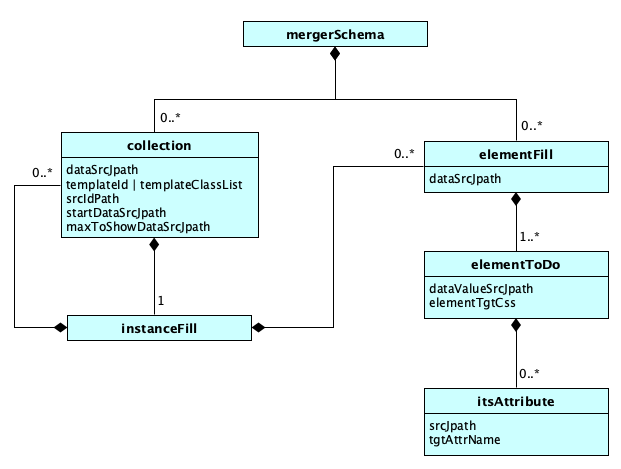 mergerSchema
0..*
0..*
collection
dataSrcJpath
templateId | templateClassList
srcIdPath
startDataSrcJpath
maxToShowDataSrcJpath
0..*
0..*
elementFill
dataSrcJpath
1..*
elementToDo
dataValueSrcJpath
elementTgtCss
1
instanceFill
0..*
itsAttribute
srcJpath
tgtAttrName